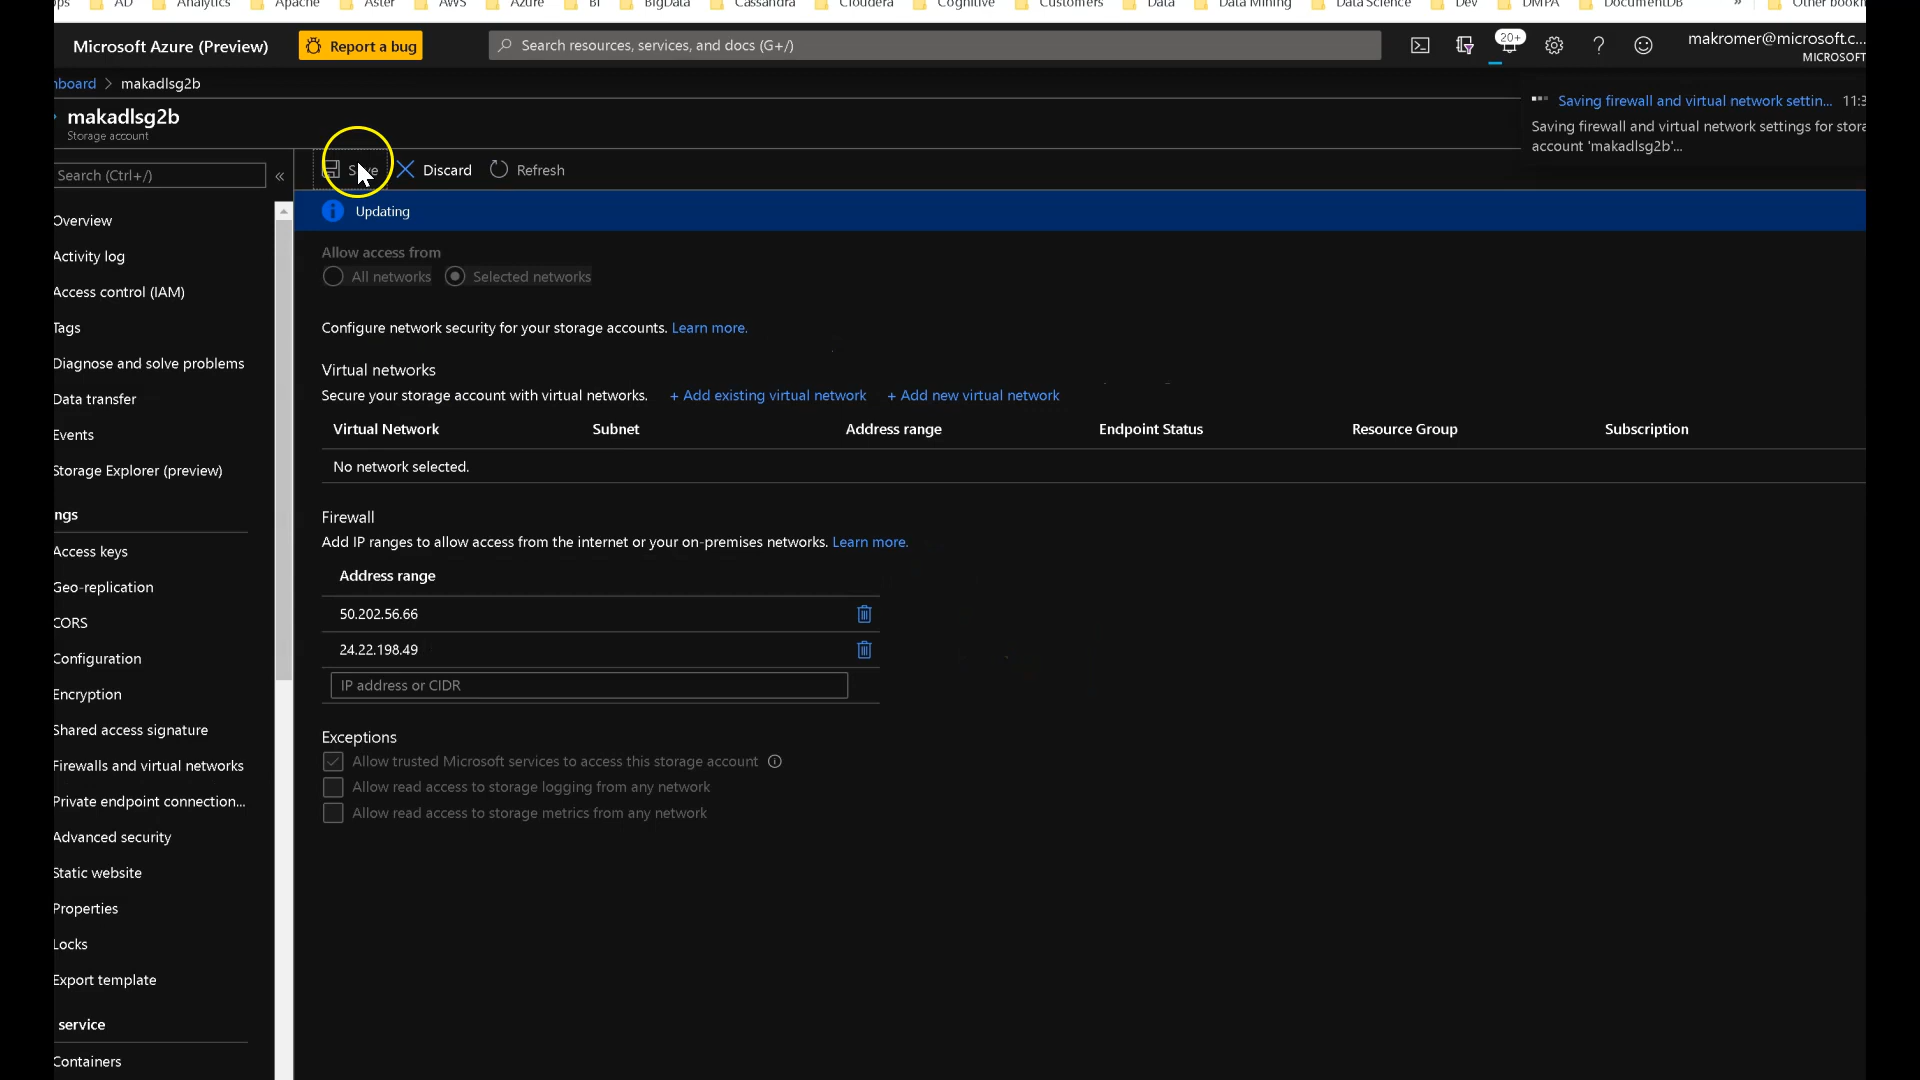 AD Analytics Apache Aster AWS Azure BI BigData Cassandra Cloudera Cognitive Customers Data Data Mining Data Science Dev DMPA DocumentDB »
Microsoft Azure (Preview)
Report a bug
Search resources, services, and docs (G+/)
20+
makromer@microsoft.c...
MICROSOFT
board > makadlsg2b
makadlsg2b
Storage account
Saving firewall and virtual network settin... 11:3
Saving firewall and virtual network settings for stora
account 'makadlsg2b'...
Search (Ctrl+/)
«
Save
Discard
Refresh
Updating
Overview
Activity log
Access control (IAM)
Tags
Diagnose and solve problems
Data transfer
Events
Storage Explorer (preview)
ngs
Access keys
Geo-replication
CORS
Configuration
Encryption
Shared access signature
Firewalls and virtual networks
Private endpoint connection...
Advanced security
Static website
Properties
Locks
Export template
service
Containers
Allow access from
All networks
Selected networks
Configure network security for your storage accounts. Learn more.
Virtual networks
Secure your storage account with virtual networks. + Add existing virtual network + Add new virtual network
Virtual Network Subnet Address range Endpoint Status Resource Group Subscription
No network selected.
Firewall
Add IP ranges to allow access from the internet or your on-premises networks. Learn more.
Address range
50.202.56.66
24.22.198.49
IP address or CIDR
Exceptions
Allow trusted Microsoft services to access this storage account
Allow read access to storage logging from any network
Allow read access to storage metrics from any network